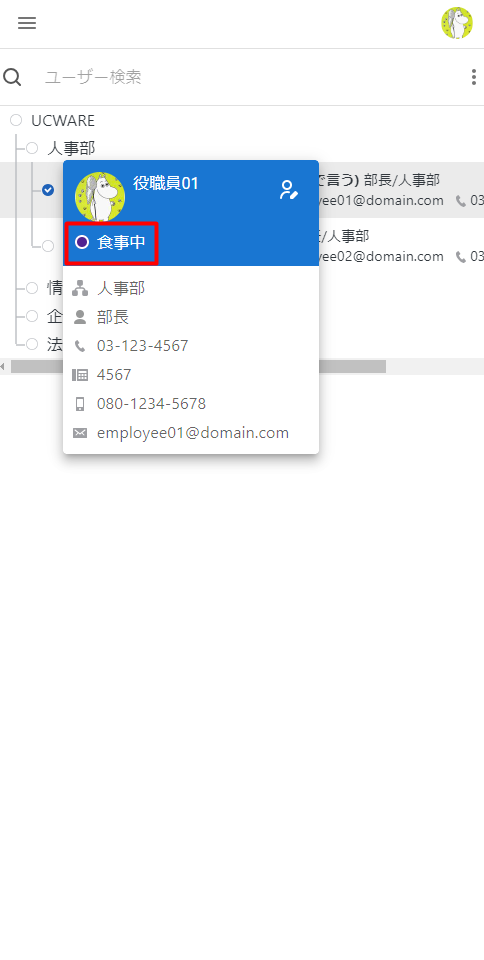 ユーザー検索
UCWARE
人事部
役職員01
で言う) 部長/人事部
yee01@domain.com 03
食事中
/人事部
yee02@domain.com 03
人事部
部長
03-123-4567
4567
080-1234-5678
employee01@domain.com
情
企
法